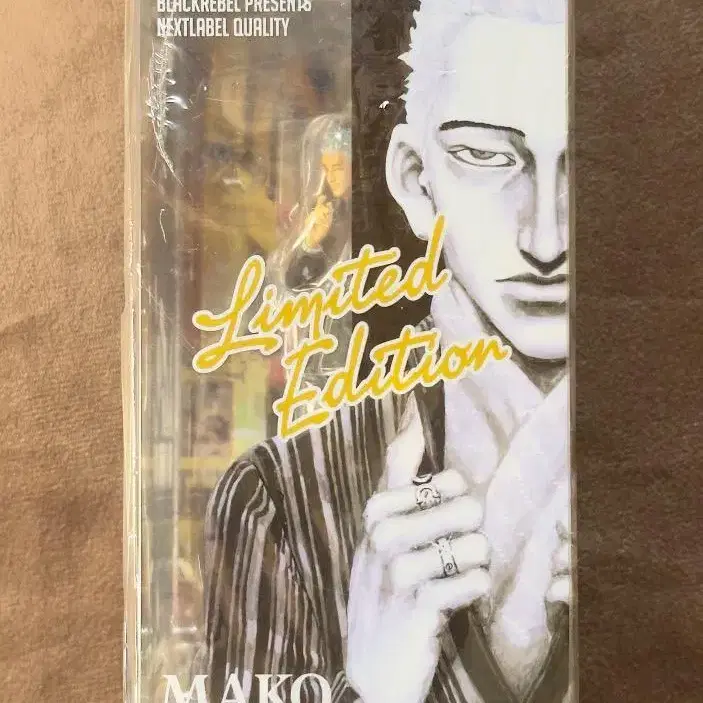 BLACKREBEL PRESENTS
NEXTLABEL QUALITY
Limited
Edition
MAKO